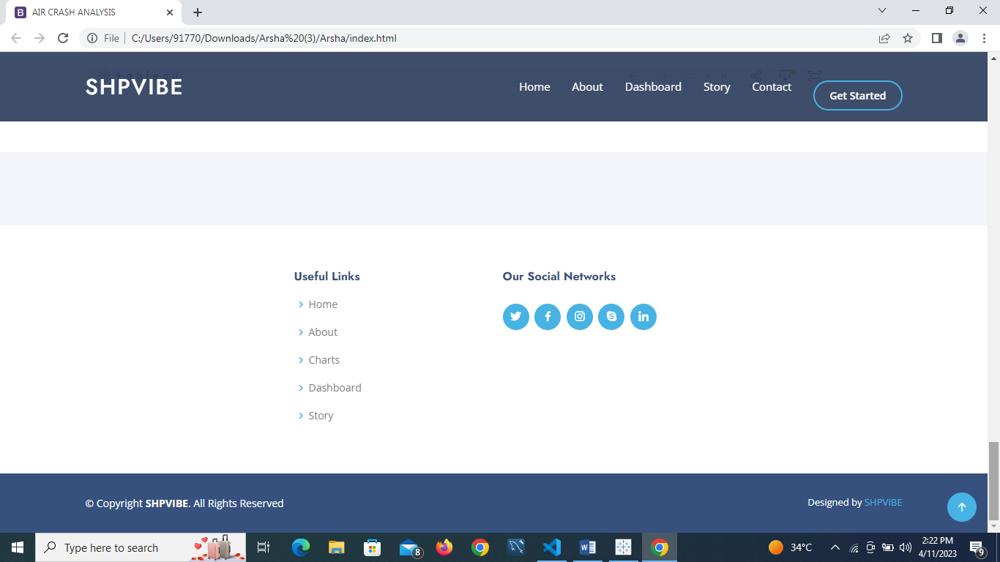 AIR CRASH ANALYSIS
File C:/Users/91770/Downloads/Arsha%20(3)/Arsha/index.html
tableau
SHPVIBE
Home About Dashboard Story Contact Get Started
Useful Links
Home
About
Charts
Dashboard
Story
Our Social Networks
© Copyright SHPVIBE. All Rights Reserved
Designed by SHPVIBE
Type here to search
8
34°C
2:22 PM
4/11/2023
9